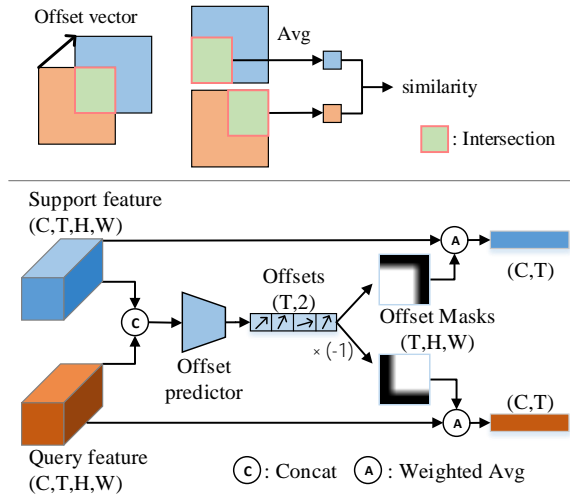 Offset vector
Avg
similarity
: Intersection
Support feature
(C,T,H,W)
A
(C,T)
Offsets
(T,2)
C
Offset
predictor
× (-1)
Offset Masks
(T,H,W)
(C,T)
A
Query feature
(C,T,H,W)
C : Concat
A : Weighted Avg